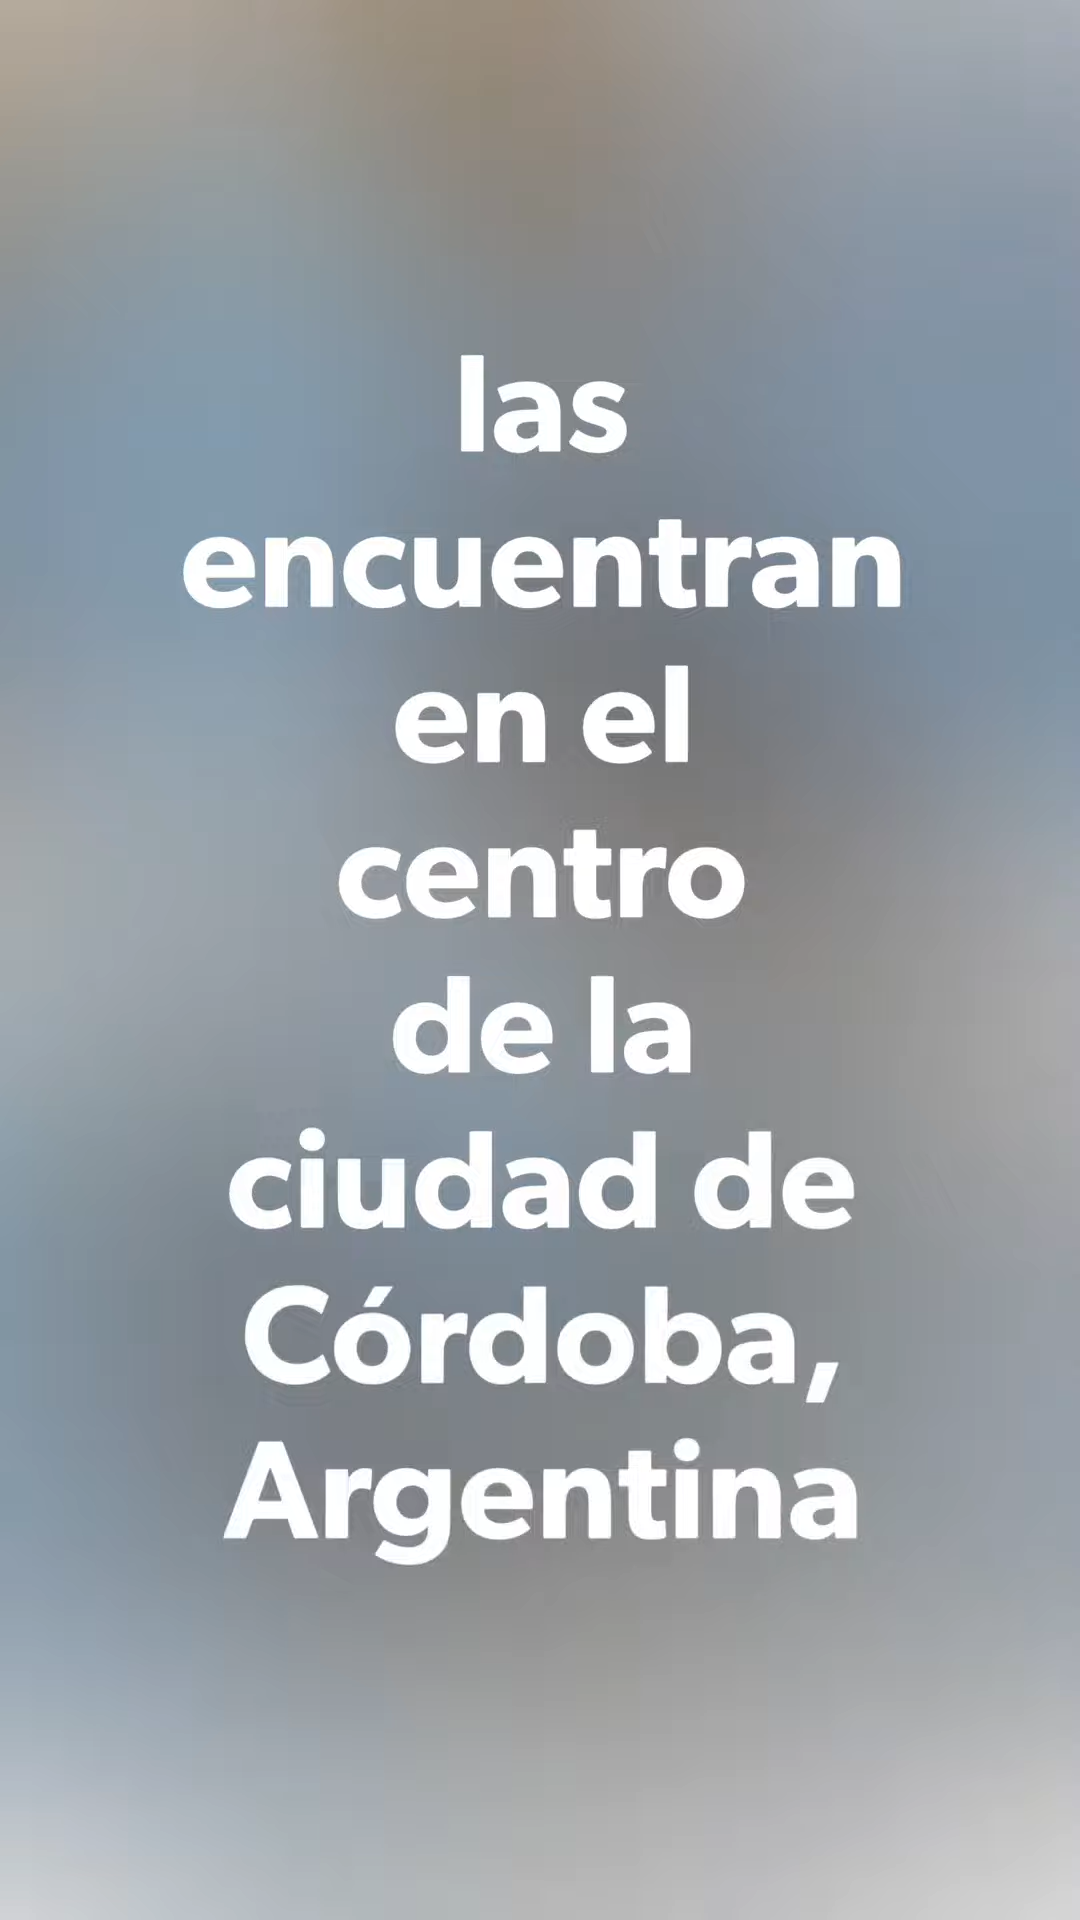 las
encuentran
en el
centro
de la
ciudad de
Córdoba,
Argentina